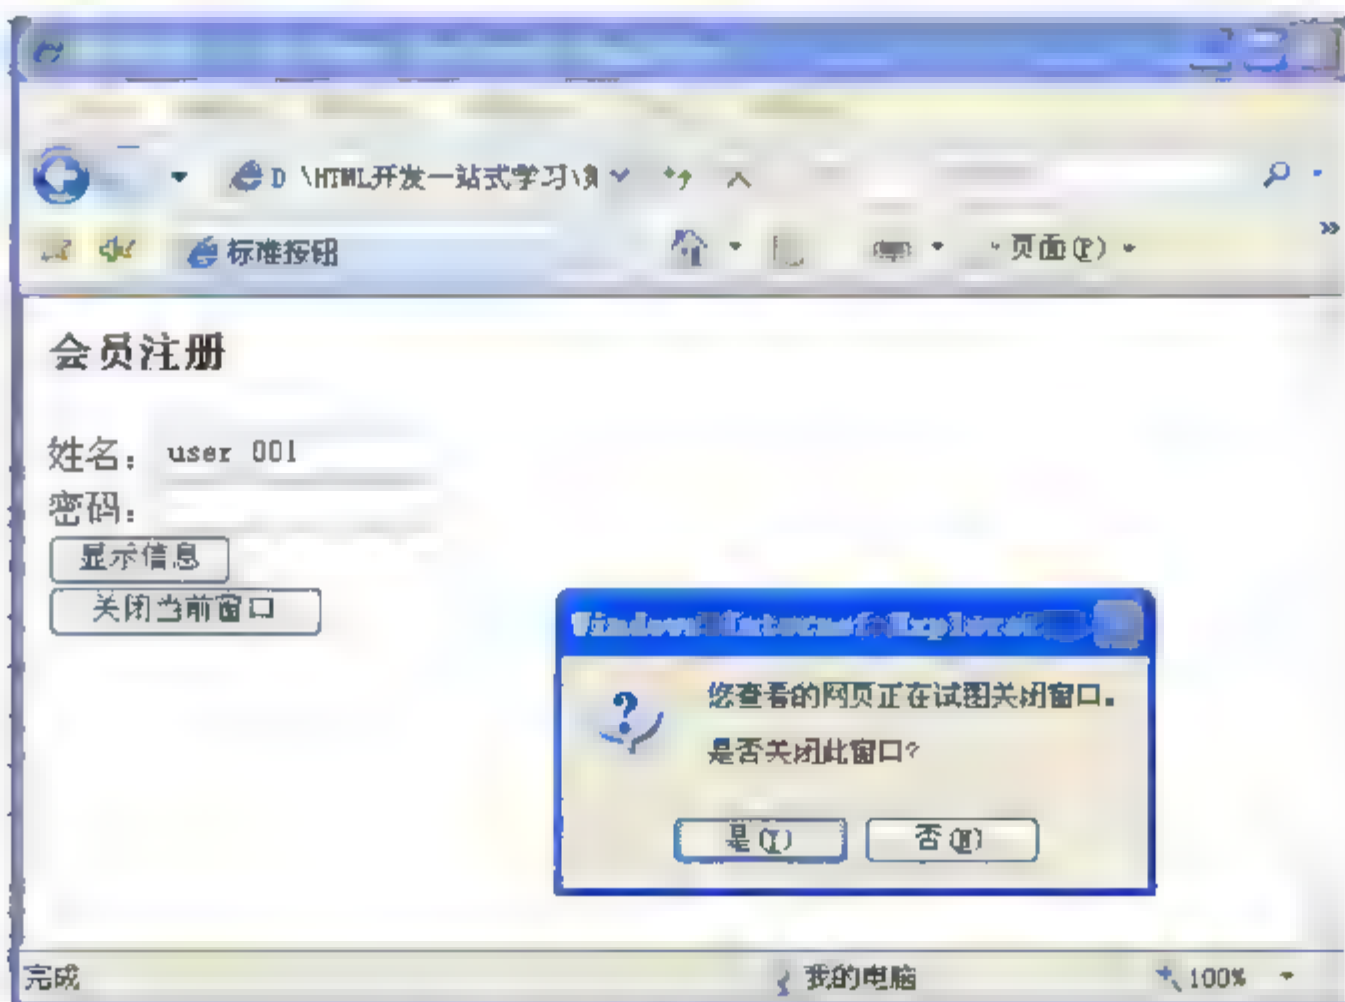 D \HTML开发一站式学习\
标准按钮
页面(P)
会员注册
姓名: user 001
密码:
显示信息
关闭当前窗口
Windows Internet Explorer
您查看的网页正在试图关闭窗口。
是否关闭此窗口?
是(Y) 否(N)
完成 我的电脑 100%